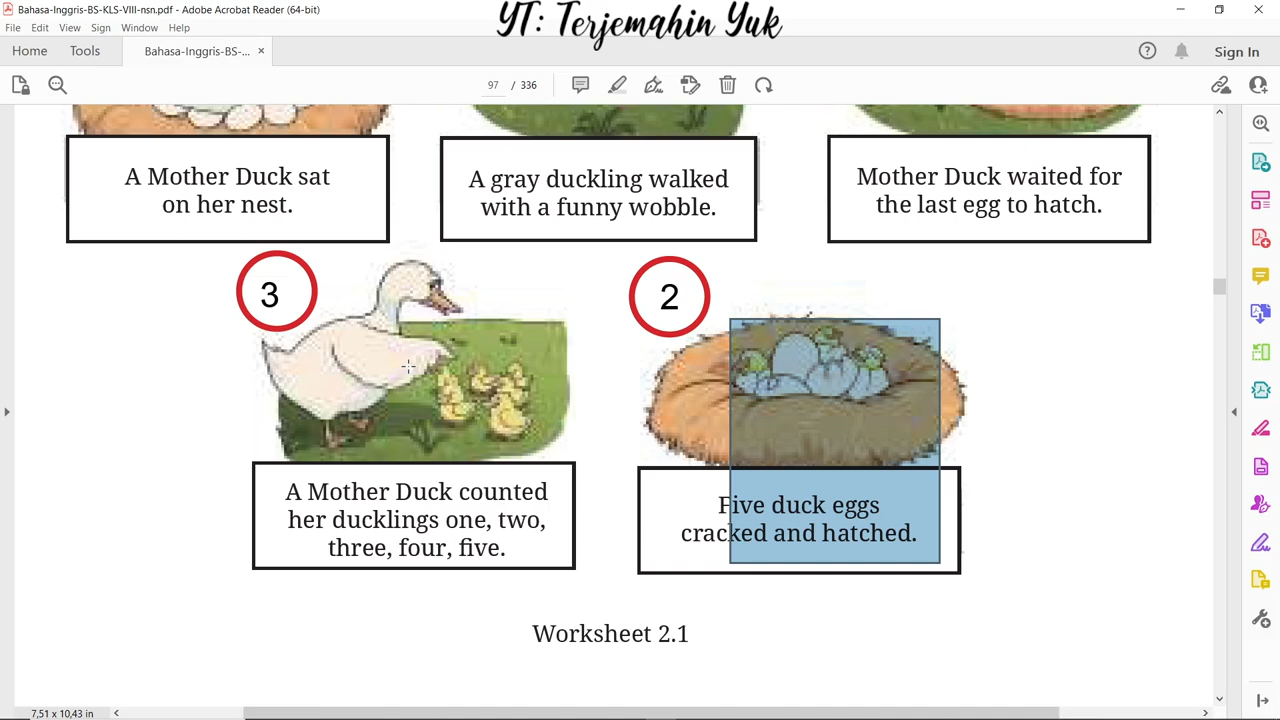 Bahasa-Inggris-BS-KLS-VIII-nsn.pdf - Adobe Acrobat Reader (64-bit)
YT: Terjemahin Yuk
File Edit View Sign Window Help
Home Tools Bahasa-Inggris-BS-... × Sign In
97 / 336
A Mother Duck sat
on her nest.
A gray duckling walked
with a funny wobble.
Mother Duck waited for
the last egg to hatch.
3
2
A Mother Duck counted
her ducklings one, two,
three, four, five.
Five duck eggs
cracked and hatched.
Worksheet 2.1
7,51 x 10,43 in